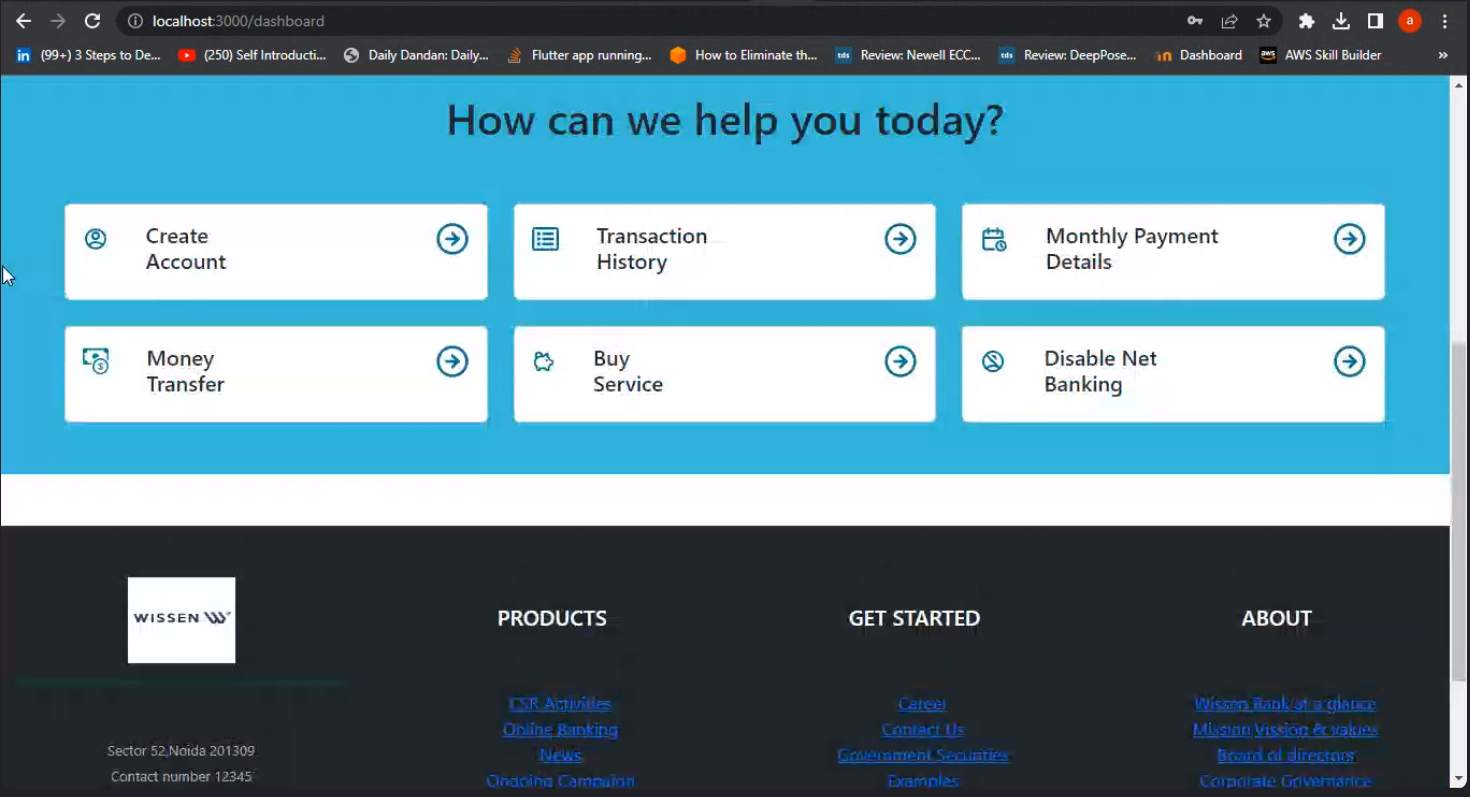 localhost:3000/dashboard
a
(99+) 3 Steps to De...
(250) Self Introducti...
Daily Dandan: Daily...
Flutter app running...
How to Eliminate th...
tds
Review: Newell ECC...
tds
Review: DeepPose...
Dashboard
aws
AWS Skill Builder
»
How can we help you today?
Create
Account
Transaction
History
Monthly Payment
Details
Money
Transfer
Buy
Service
Disable Net
Banking
WISSEN
Sector 52,Noida 201309
Contact number 12345
PRODUCTS
CSR Activities
Online Banking
News
Ongoing Campaign
GET STARTED
Career
Contact Us
Government Securities
Examples
ABOUT
Wissen Bank at a glance
Mission Vission & values
Board of directors
Corporate Governance